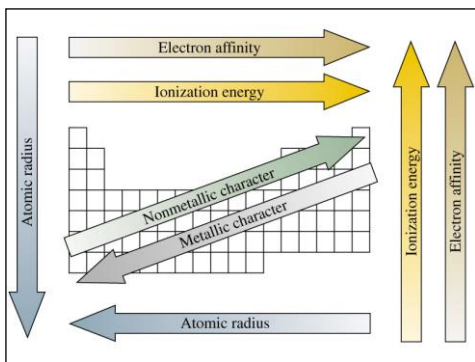 Electron affinity
Ionization energy
Atomic radius
Nonmetallic character
Metallic character
Ionization energy
Electron affinity
Atomic radius